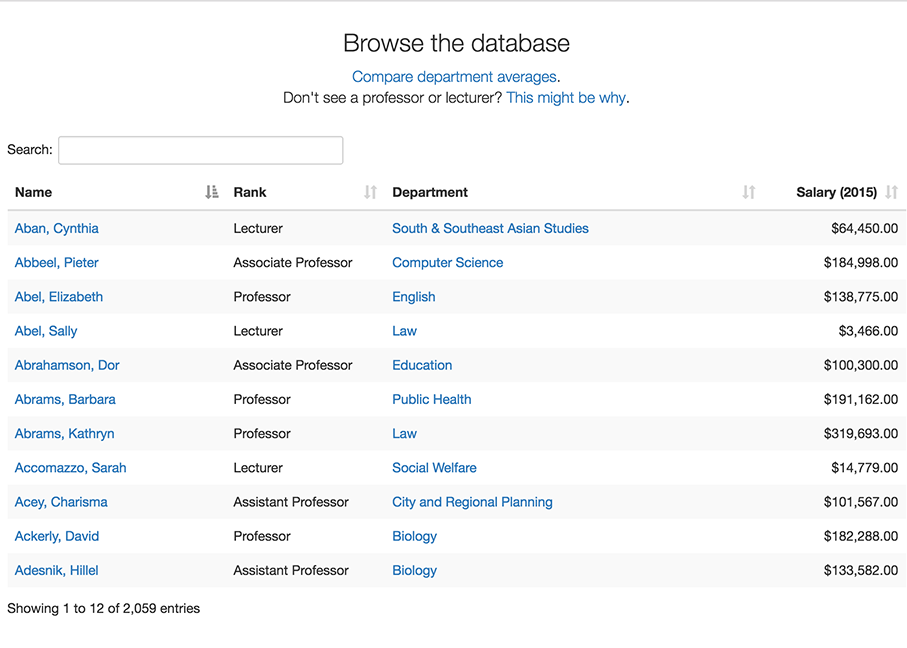 Browse the database
Compare department averages.
Don't see a professor or lecturer? This might be why.
Search:
Name Rank Department Salary (2015)
Aban, Cynthia Lecturer South & Southeast Asian Studies $64,450.00
Abbeel, Pieter Associate Professor Computer Science $184,998.00
Abel, Elizabeth Professor English $138,775.00
Abel, Sally Lecturer Law $3,466.00
Abrahamson, Dor Associate Professor Education $100,300.00
Abrams, Barbara Professor Public Health $191,162.00
Abrams, Kathryn Professor Law $319,693.00
Accomazzo, Sarah Lecturer Social Welfare $14,779.00
Acey, Charisma Assistant Professor City and Regional Planning $101,567.00
Ackerly, David Professor Biology $182,288.00
Adesnik, Hillel Assistant Professor Biology $133,582.00
Showing 1 to 12 of 2,059 entries